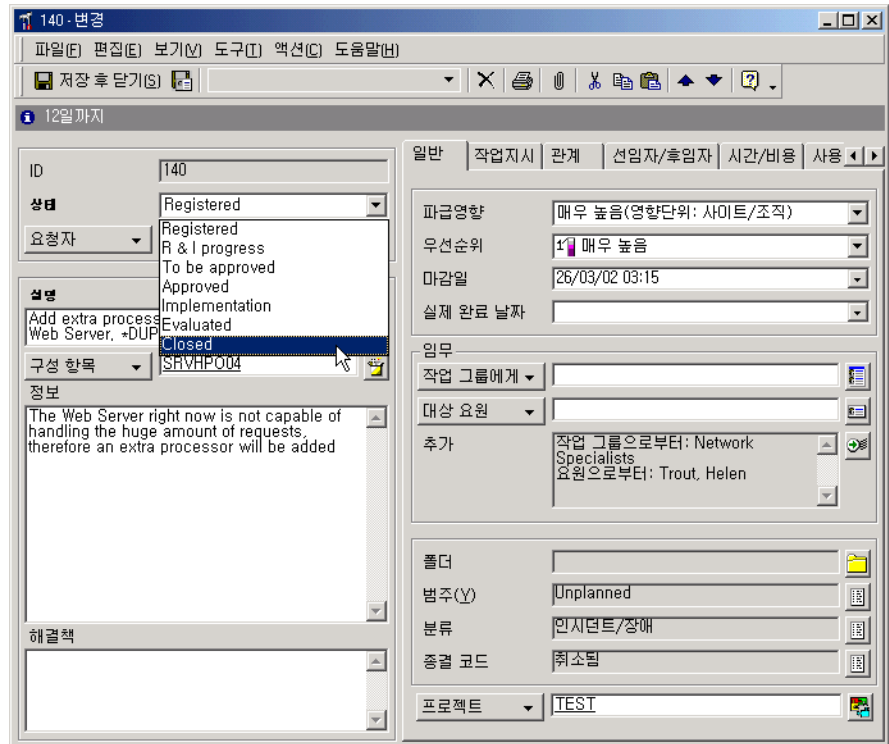 140 - 변경
파일(F) 편집(E) 보기(V) 도구(T) 액션(C) 도움말(H)
저장 후 닫기(S)
12일까지
ID 140
상태 Registered
요청자
Registered
R & I progress
To be approved
Approved
Implementation
Evaluated
Closed
설명
Add extra process
Web Server, *DUP
구성 항목 SRVHPO04
정보
The Web Server right now is not capable of
handling the huge amount of requests,
therefore an extra processor will be added
해결책
일반 작업지시 관계 선임자/후임자 시간/비용 사용
파급영향 매우 높음(영향단위: 사이트/조직)
우선순위 매우 높음
마감일 26/03/02 03:15
실제 완료 날짜
임무
작업 그룹에게
대상 요원
추가 작업 그룹으로부터: Network
Specialists
요원으로부터: Trout, Helen
폴더
범주(Y) Unplanned
분류 인시던트/장애
종결 코드 취소됨
프로젝트 TEST